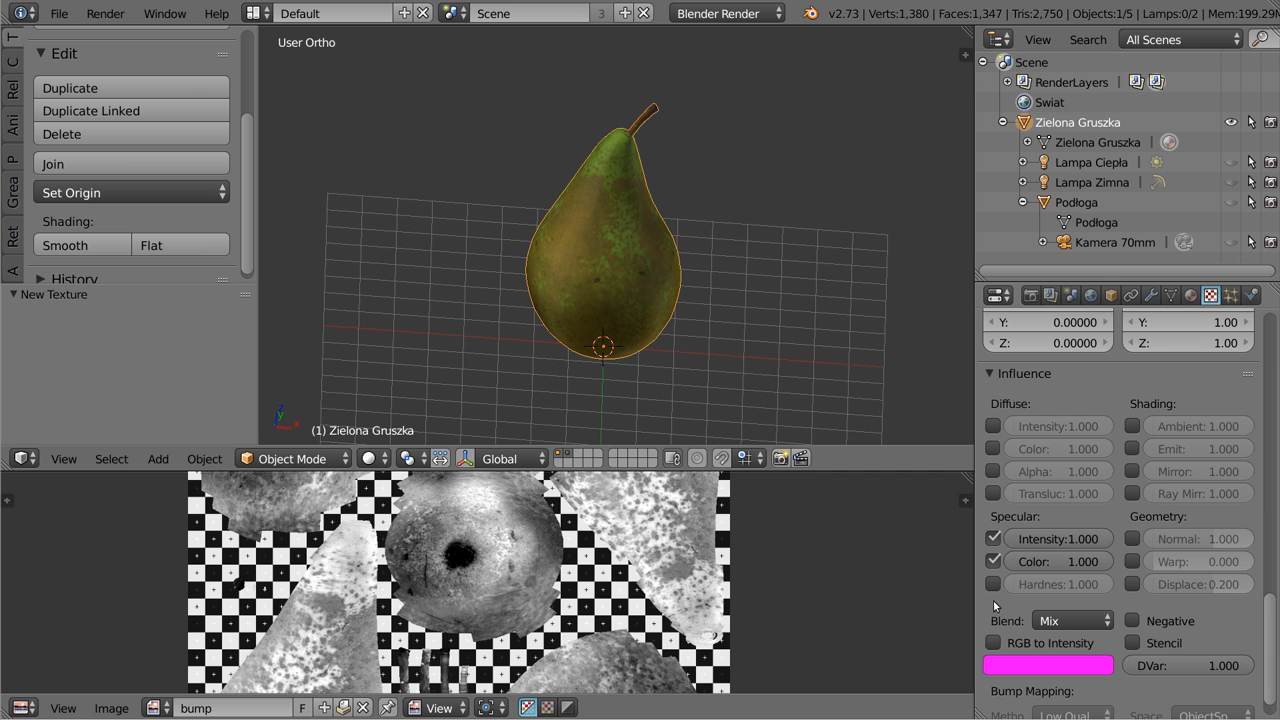 File Render Window Help Default Scene 3 Blender Render v2.73 | Verts:1,380 | Faces:1,347 | Tris:2,750 | Objects:1/5 | Lamps:0/2 | Mem:199.29M
T
C
Rel
Ani
P
Grea
Ret
A
Edit
Duplicate
Duplicate Linked
Delete
Join
Set Origin
Shading:
Smooth Flat
History
New Texture
User Ortho
(1) Zielona Gruszka
View Select Add Object Object Mode Global
View Image bump F View
View Search All Scenes
Scene
RenderLayers
Swiat
Zielona Gruszka
Zielona Gruszka
Lampa Ciepła
Lampa Zimna
Podłoga
Podłoga
Kamera 70mm
Y: 0.00000 Y: 1.00
Z: 0.00000 Z: 1.00
Influence
Diffuse: Shading:
Intensity:1.000 Ambient: 1.000
Color: 1.000 Emit: 1.000
Alpha: 1.000 Mirror: 1.000
Transluc: 1.000 Ray Mirr: 1.000
Specular: Geometry:
Intensity:1.000 Normal: 1.000
Color: 1.000 Warp: 0.000
Hardnes: 1.000 Displace: 0.200
Blend: Mix Negative
RGB to Intensity Stencil
DVar: 1.000
Bump Mapping:
Metho Low Qual Space ObjectSp